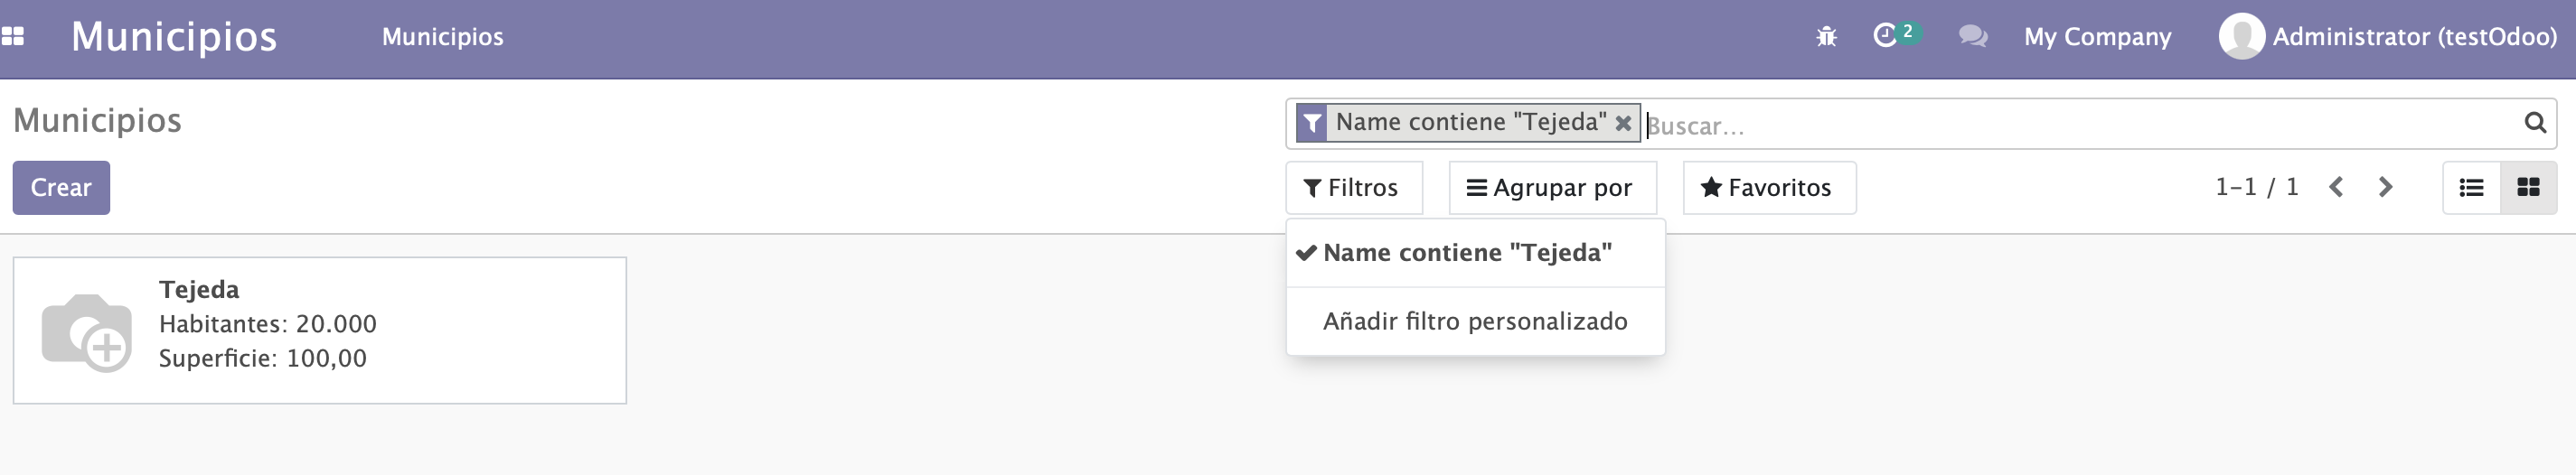 Municipios
Municipios
2
My Company
Administrator (testOdoo)
Municipios
Name contiene "Tejeda"
Buscar...
Crear
Filtros
Agrupar por
Favoritos
1-1 / 1
Name contiene "Tejeda"
Añadir filtro personalizado
Tejeda
Habitantes: 20.000
Superficie: 100,00